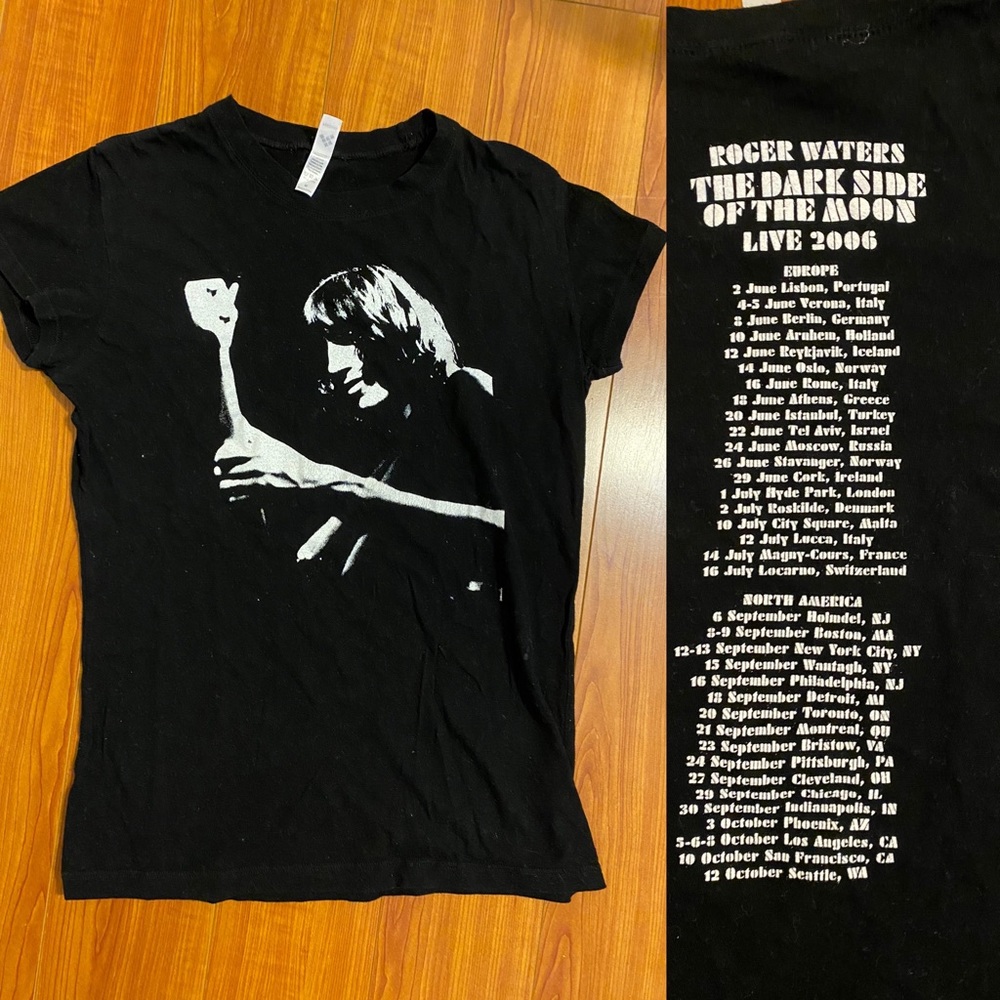 ROGER WATERS
THE DARK SIDE
OF THE MOON
LIVE 2006
EUROPE
2 June Lisbon, Portugal
4-5 June Verona, Italy
8 June Berlin, Germany
10 June Arnhem, Holland
12 June Reykjavik, Iceland
14 June Oslo, Norway
16 June Rome, Italy
18 June Athens, Greece
20 June Istanbul, Turkey
22 June Tel Aviv, Israel
24 June Moscow, Russia
26 June Stavanger, Norway
29 June Cork, Ireland
1 July Hyde Park, London
2 July Roskilde, Denmark
10 July City Square, Malta
12 July Lucca, Italy
14 July Magny-Cours, France
16 July Locarno, Switzerland
NORTH AMERICA
6 September Holmdel, NJ
8-9 September Boston, MA
12-13 September New York City, NY
15 September Wantagh, NY
16 September Philadelphia, NJ
18 September Detroit, MI
20 September Toronto, ON
21 September Montreal, QU
23 September Bristow, VA
24 September Pittsburgh, PA
27 September Cleveland, OH
29 September Chicago, IL
30 September Indianapolis, IN
3 October Phoenix, AZ
5-6-8 October Los Angeles, CA
10 October San Francisco, CA
12 October Seattle, WA